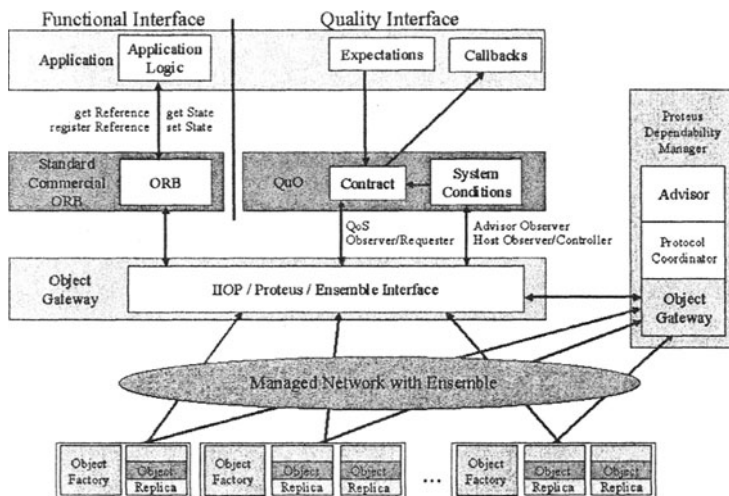 Functional Interface
Quality Interface
Application
Application
Logic
Expectations
Callbacks
get Reference
register Reference
get State
set State
Proteus
Dependability
Manager
Standard
Commercial
ORB
ORB
QuO
Contract
System
Conditions
Advisor
QoS
Observer/Requester
Advisor Observer
Host Observer/Controller
Protocol
Coordinator
Object
Gateway
IIOP / Proteus / Ensemble Interface
Object
Gateway
Managed Network with Ensemble
Object
Factory
Object
Replica
Object
Factory
Object
Replica
Object
Replica
...
Object
Factory
Object
Replica
Object
Replica